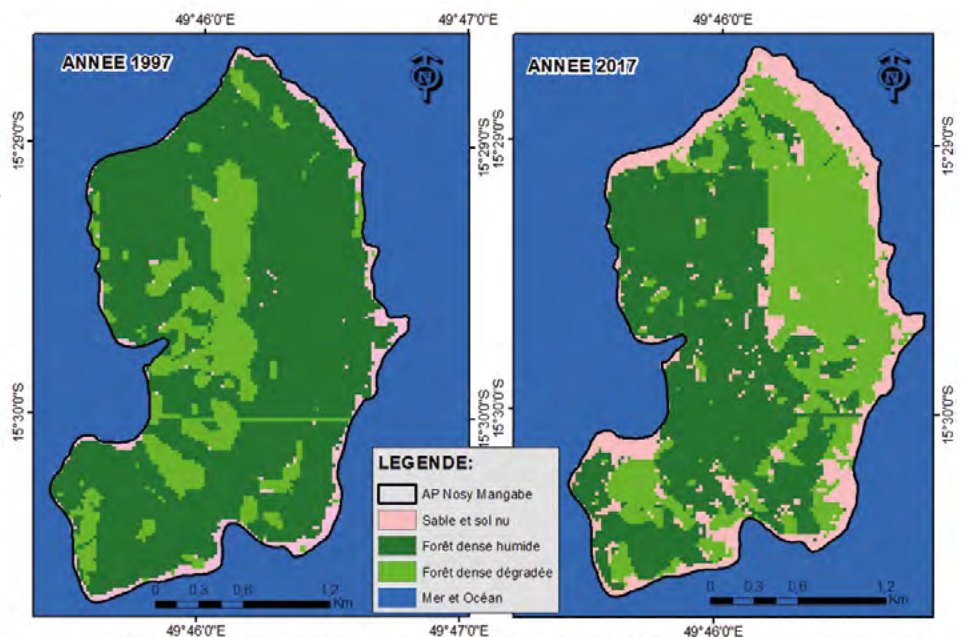 49°46'0"E
49°47'0"E
49°46'0"E
ANNEE 1997
N
ANNEE 2017
N
15°29'0"S
15°29'0"S
15°29'0"S
15°30'0"S
15°30'0"S
15°30'0"S
LEGENDE:
AP Nosy Mangabe
Sable et sol nu
Forêt dense humide
Forêt dense dégradée
Mer et Océan
0 0,3 0,6 1,2
Km
0 0,3 0,6 1,2
Km
49°46'0"E
49°47'0"E
49°46'0"E